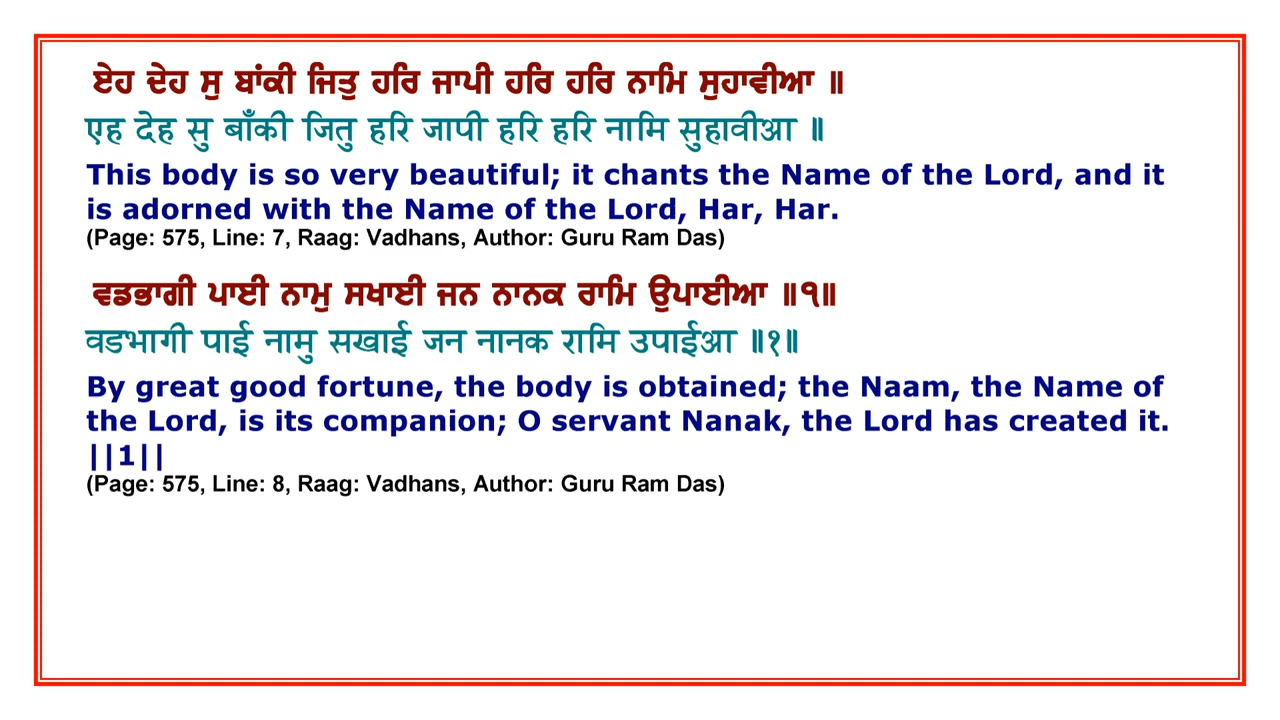 ਏਹ ਦੇਹ ਸੁ ਬਾਂਕੀ ਜਿਤੁ ਹਰਿ ਜਾਪੀ ਹਰਿ ਹਰਿ ਨਾਮਿ ਸੁਹਾਵੀਆ ॥
एह देह सु बाँकी जितु हरि जापी हरि हरि नामि सुहावीआ ॥
This body is so very beautiful; it chants the Name of the Lord, and it
is adorned with the Name of the Lord, Har, Har.
(Page: 575, Line: 7, Raag: Vadhans, Author: Guru Ram Das)
ਵਡਭਾਗੀ ਪਾਈ ਨਾਮੁ ਸਖਾਈ ਜਨ ਨਾਨਕ ਰਾਮਿ ਉਪਾਈਆ ॥੧॥
वडभागी पाई नामु सखाई जन नानक रामि उपाईआ ॥१॥
By great good fortune, the body is obtained; the Naam, the Name of
the Lord, is its companion; O servant Nanak, the Lord has created it.
||1||
(Page: 575, Line: 8, Raag: Vadhans, Author: Guru Ram Das)